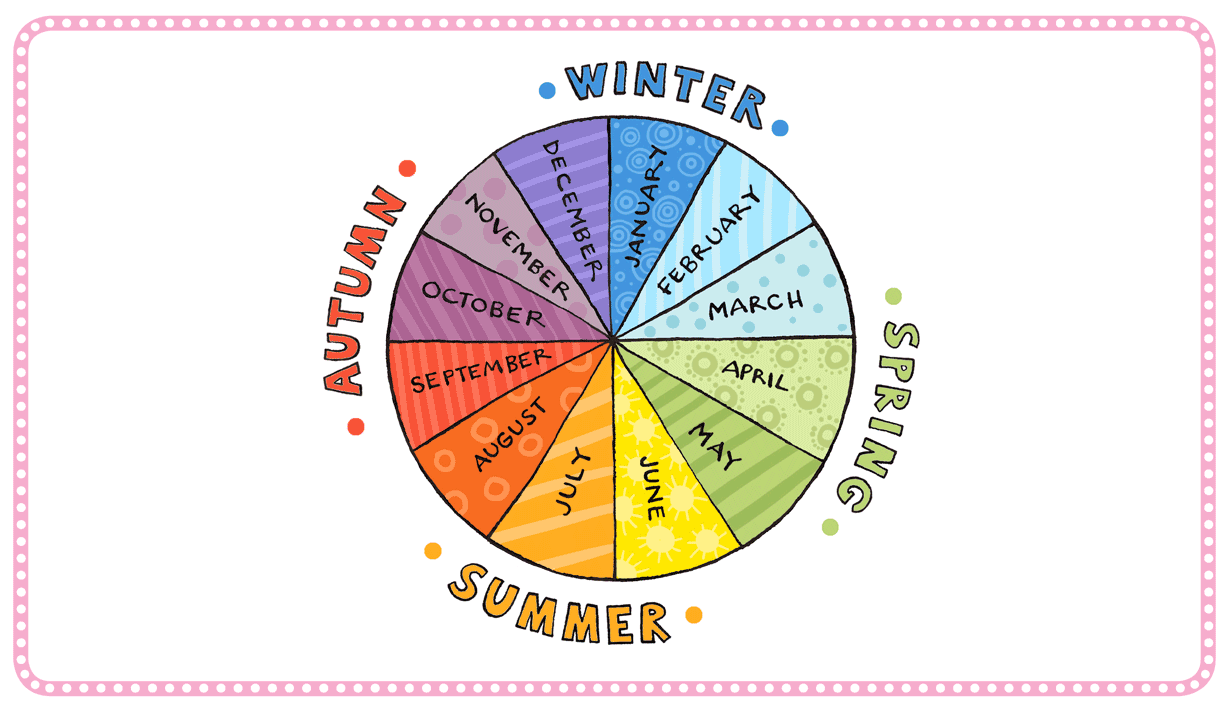 WINTER
SPRING
SUMMER
AUTUMN
JANUARY
FEBRUARY
MARCH
APRIL
MAY
JUNE
JULY
AUGUST
SEPTEMBER
OCTOBER
NOVEMBER
DECEMBER